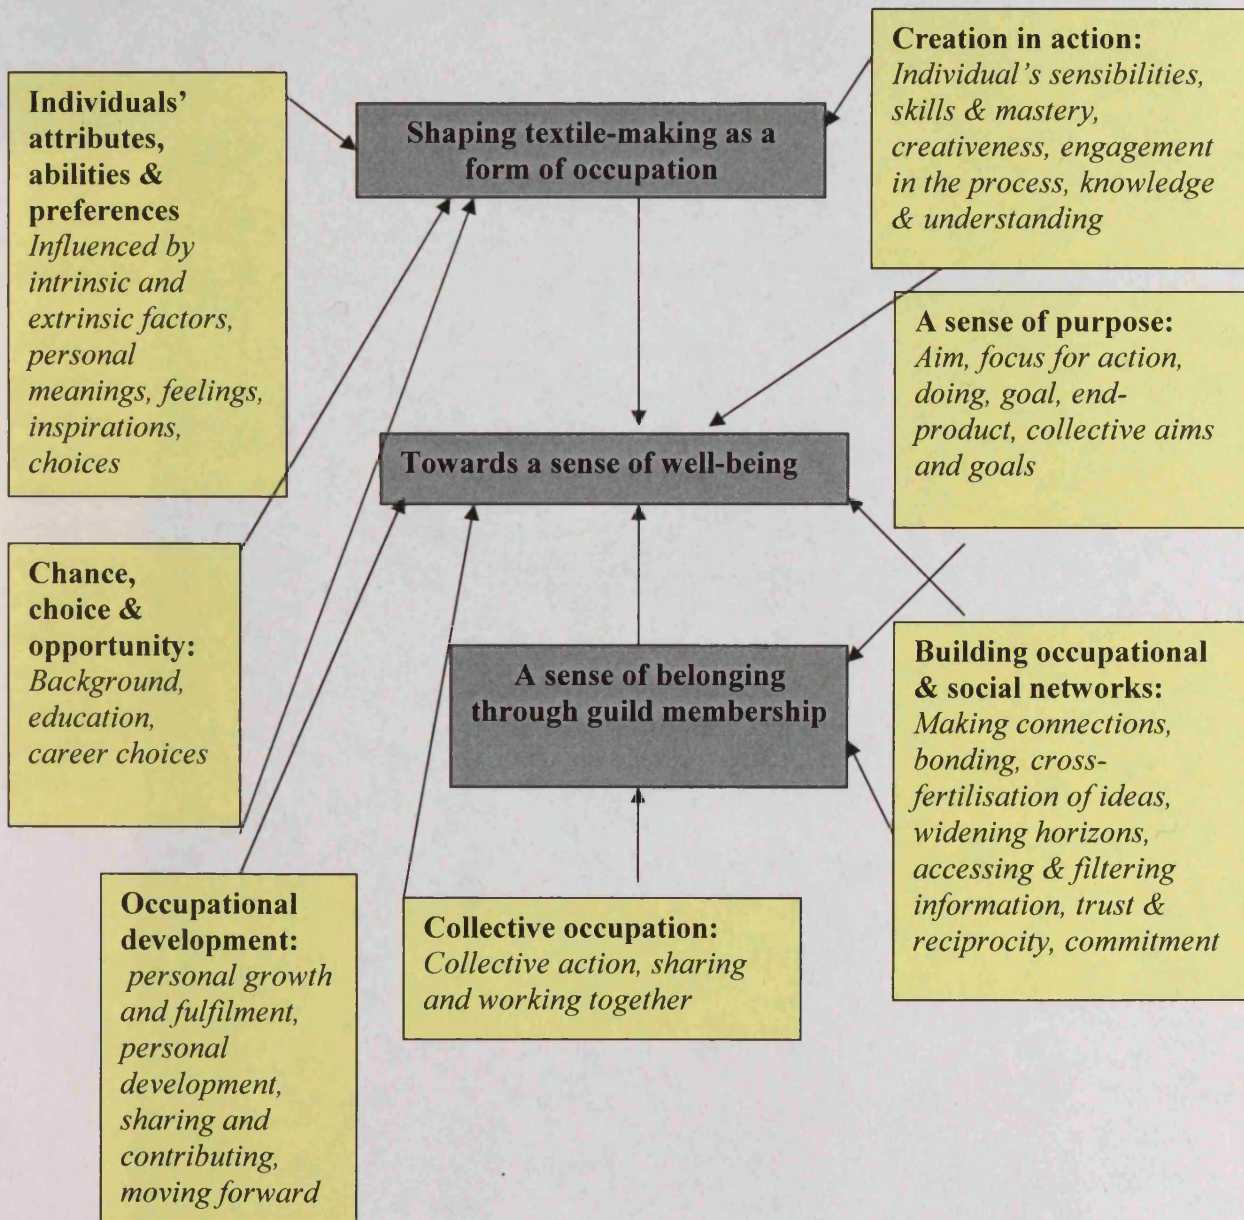 Creation in action:
Individual's sensibilities,
skills & mastery,
creativeness, engagement
in the process, knowledge
& understanding
Individuals'
attributes,
abilities &
preferences
Influenced by
intrinsic and
extrinsic factors,
personal
meanings, feelings,
inspirations,
choices
Shaping textile-making as a
form of occupation
A sense of purpose:
Aim, focus for action,
doing, goal, end-
product, collective aims
and goals
Towards a sense of well-being
Chance,
choice &
opportunity:
Background,
education,
career choices
A sense of belonging
through guild membership
Building occupational
& social networks:
Making connections,
bonding, cross-
fertilisation of ideas,
widening horizons,
accessing & filtering
information, trust &
reciprocity, commitment
Occupational
development:
personal growth
and fulfilment,
personal
development,
sharing and
contributing,
moving forward
Collective occupation:
Collective action, sharing
and working together